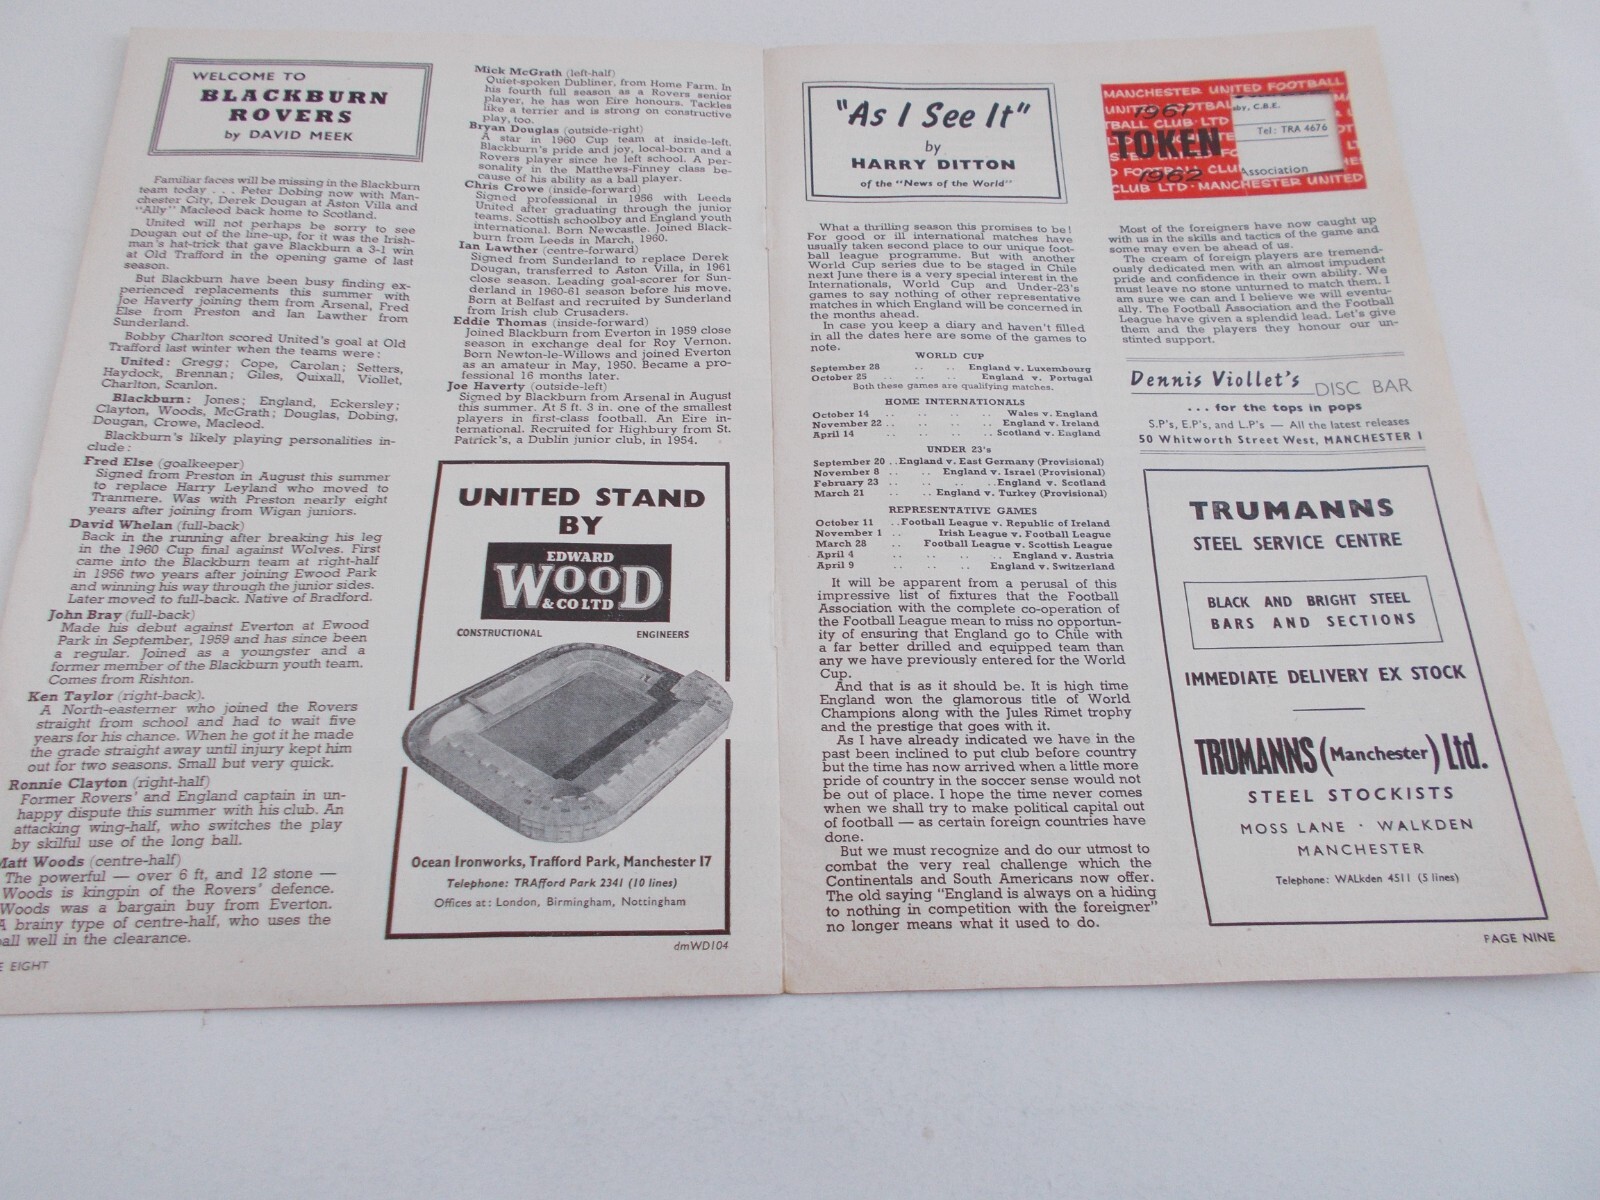 WELCOME TO
BLACKBURN
ROVERS
by DAVID MEEK
Familiar faces will be missing in the Blackburn
team today . . . Peter Dobing now with Man-
chester City, Derek Dougan at Aston Villa and
"Ally" Macleod back home to Scotland.
United will not perhaps be sorry to see
Dougan out of the line-up, for it was the Irish-
man's hat-trick that gave Blackburn a 3-1 win
at Old Trafford in the opening game of last
season.
But Blackburn have been busy finding ex-
perienced replacements this summer with
Joe Haverty joining them from Arsenal, Fred
Else from Preston and Ian Lawther from
Sunderland.
Bobby Charlton scored United's goal at Old
Trafford last winter when the teams were :
United: Gregg; Cope, Carolan; Setters,
Haydock, Brennan; Giles, Quixall, Viollet,
Charlton, Scanlon.
Blackburn: Jones; England, Eckersley;
Clayton, Woods, McGrath; Douglas, Dobing,
Dougan, Crowe, Macleod.
Blackburn's likely playing personalities in-
clude :
Fred Else (goalkeeper)
Signed from Preston in August this summer
to replace Harry Leyland who moved to
Tranmere. Was with Preston nearly eight
years after joining from Wigan juniors.
David Whelan (full-back)
Back in the running after breaking his leg
in the 1960 Cup final against Wolves. First
came into the Blackburn team at right-half
in 1956 two years after joining Ewood Park
and winning his way through the junior sides.
Later moved to full-back. Native of Bradford.
John Bray (full-back)
Made his debut against Everton at Ewood
Park in September, 1959 and has since been
a regular. Joined as a youngster and a
former member of the Blackburn youth team.
Comes from Rishton.
Ken Taylor (right-back).
A North-easterner who joined the Rovers
straight from school and had to wait five
years for his chance. When he got it he made
the grade straight away until injury kept him
out for two seasons. Small but very quick.
Ronnie Clayton (right-half)
Former Rovers' and England captain in un-
happy dispute this summer with his club. An
attacking wing-half, who switches the play
by skilful use of the long ball.
Matt Woods (centre-half)
The powerful — over 6 ft, and 12 stone —
Woods is kingpin of the Rovers' defence.
Woods was a bargain buy from Everton.
A brainy type of centre-half, who uses the
ball well in the clearance.
E EIGHT
Mick McGrath (left-half)
Quiet-spoken Dubliner, from Home Farm. In
his fourth full season as a Rovers senior
player, he has won Eire honours. Tackles
like a terrier and is strong on constructive
play, too.
Bryan Douglas (outside-right)
A star in 1960 Cup team at inside-left.
Blackburn's pride and joy, local-born and a
Rovers player since he left school. A per-
sonality in the Matthews-Finney class be-
cause of his ability as a ball player.
Chris Crowe (inside-forward)
Signed professional in 1956 with Leeds
United after graduating through the junior
teams. Scottish schoolboy and England youth
international. Born Newcastle. Joined Black-
burn from Leeds in March, 1960.
Ian Lawther (centre-forward)
Signed from Sunderland to replace Derek
Dougan, transferred to Aston Villa, in 1961
close season. Leading goal-scorer for Sun-
derland in 1960-61 season before his move.
Born at Belfast and recruited by Sunderland
from Irish club Crusaders.
Eddie Thomas (inside-forward)
Joined Blackburn from Everton in 1959 close
season in exchange deal for Roy Vernon.
Born Newton-le-Willows and joined Everton
as an amateur in May, 1950. Became a pro-
fessional 16 months later.
Joe Haverty (outside-left)
Signed by Blackburn from Arsenal in August
this summer. At 5 ft. 3 in. one of the smallest
players in first-class football. An Eire in-
ternational. Recruited for Highbury from St.
Patrick's, a Dublin junior club, in 1954.
UNITED STAND
BY
EDWARD
WOOD
& CO LTD
CONSTRUCTIONAL ENGINEERS
Ocean Ironworks, Trafford Park, Manchester 17
Telephone: TRAfford Park 2341 (10 lines)
Offices at: London, Birmingham, Nottingham
dmWD104
"As I See It"
by
HARRY DITTON
of the "News of the World"
What a thrilling season this promises to be!
For good or ill international matches have
usually taken second place to our unique foot-
ball league programme. But with another
World Cup series due to be staged in Chile
next June there is a very special interest in the
Internationals, World Cup and Under-23's
games to say nothing of other representative
matches in which England will be concerned in
the months ahead.
In case you keep a diary and haven't filled
in all the dates here are some of the games to
note.
WORLD CUP
September 28 .. .. England v. Luxembourg
October 25 .. .. England v. Portugal
Both these games are qualifying matches.
HOME INTERNATIONALS
October 14 .. .. .. .. Wales v. England
November 22 .. .. .. England v. Ireland
April 14 .. .. .. Scotland v. England
UNDER 23's
September 20 .. England v. East Germany (Provisional)
November 8 .. .. England v. Israel (Provisional)
February 23 .. .. .. England v. Scotland
March 21 .. .. England v. Turkey (Provisional)
REPRESENTATIVE GAMES
October 11 .. Football League v. Republic of Ireland
November 1 .. Irish League v. Football League
March 28 .. Football League v. Scottish League
April 4 .. .. .. .. England v. Austria
April 9 .. .. .. England v. Switzerland
It will be apparent from a perusal of this
impressive list of fixtures that the Football
Association with the complete co-operation of
the Football League mean to miss no opportun-
ity of ensuring that England go to Chile with
a far better drilled and equipped team than
any we have previously entered for the World
Cup.
And that is as it should be. It is high time
England won the glamorous title of World
Champions along with the Jules Rimet trophy
and the prestige that goes with it.
As I have already indicated we have in the
past been inclined to put club before country
but the time has now arrived when a little more
pride of country in the soccer sense would not
be out of place. I hope the time never comes
when we shall try to make political capital out
of football — as certain foreign countries have
done.
But we must recognize and do our utmost to
combat the very real challenge which the
Continentals and South Americans now offer.
The old saying "England is always on a hiding
to nothing in competition with the foreigner"
no longer means what it used to do.
MANCHESTER UNITED FOOTBALL
UNIT FOOTBAL
TBALL CLUB · LTD
STER UN
D FO CLU
CLUB LTD · MANCHESTER UNITED
1961
TOKEN
1962
sby, C.B.E.
Tel: TRA 4676
Association
Most of the foreigners have now caught up
with us in the skills and tactics of the game and
some may even be ahead of us.
The cream of foreign players are tremend-
ously dedicated men with an almost impudent
pride and confidence in their own ability. We
must leave no stone unturned to match them. I
am sure we can and I believe we will eventu-
ally. The Football Association and the Football
League have given a splendid lead. Let's give
them and the players they honour our un-
stinted support.
Dennis Viollet's DISC BAR
. . . for the tops in pops
S.P's, E.P's, and L.P's — All the latest releases
50 Whitworth Street West, MANCHESTER 1
TRUMANNS
STEEL SERVICE CENTRE
BLACK AND BRIGHT STEEL
BARS AND SECTIONS
IMMEDIATE DELIVERY EX STOCK
TRUMANNS (Manchester) Ltd.
STEEL STOCKISTS
MOSS LANE · WALKDEN
MANCHESTER
Telephone: WALkden 4511 (5 lines)
PAGE NINE